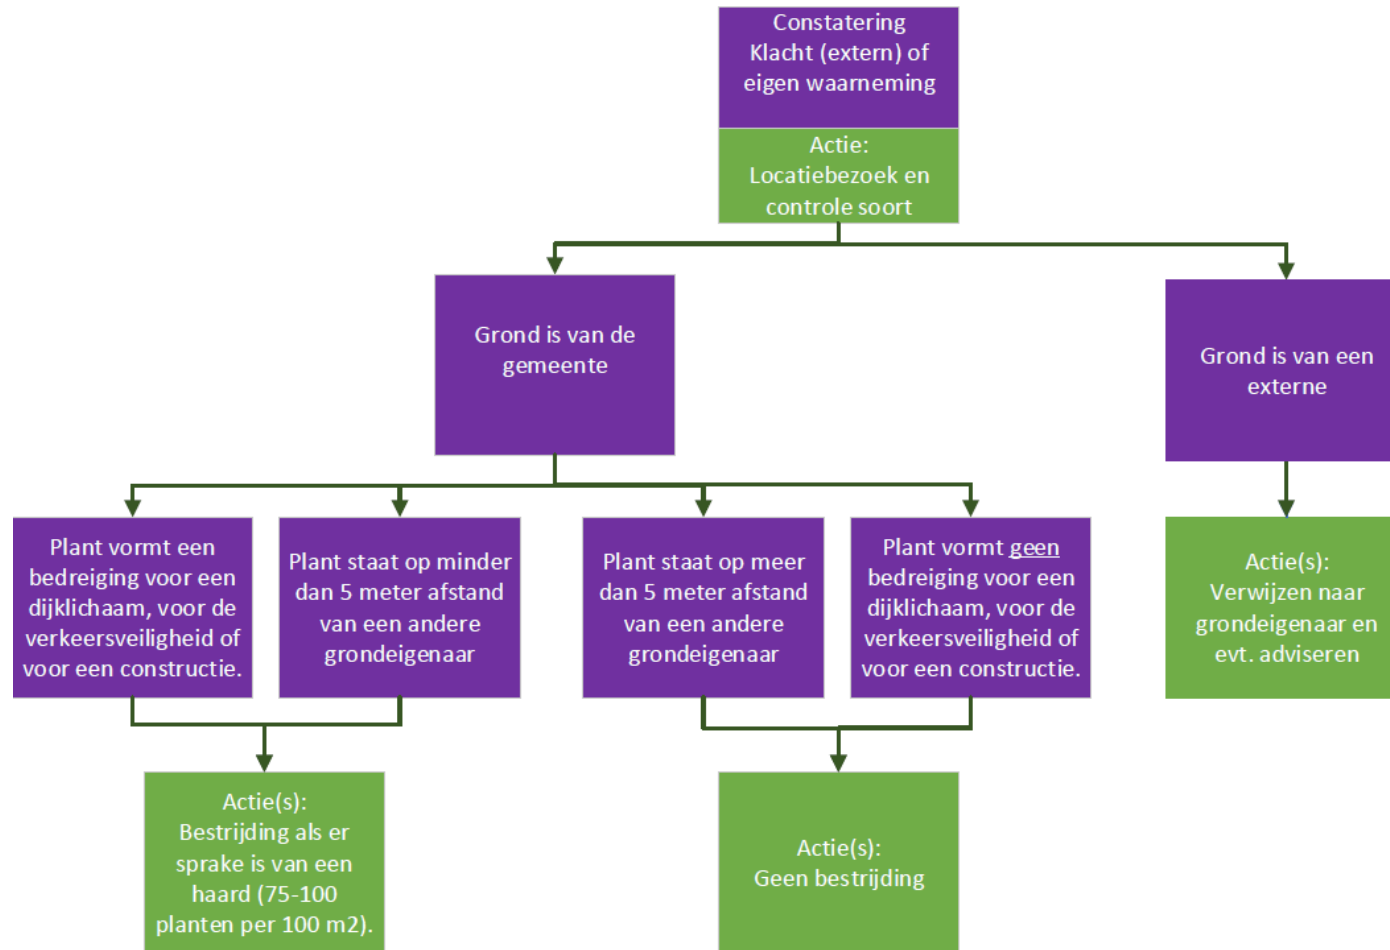 Constatering
Klacht (extern) of
eigen waarneming
Actie:
Locatiebezoek en
controle soort
Grond is van de
gemeente
Grond is van een
externe
Plant vormt een
bedreiging voor een
dijklichaam, voor de
verkeersveiligheid of
voor een constructie.
Plant staat op minder
dan 5 meter afstand
van een andere
grondeigenaar
Plant staat op meer
dan 5 meter afstand
van een andere
grondeigenaar
Plant vormt geen
bedreiging voor een
dijklichaam, voor de
verkeersveiligheid of
voor een constructie.
Actie(s):
Verwijzen naar
grondeigenaar en
evt. adviseren
Actie(s):
Bestrijding als er
sprake is van een
haard (75-100
planten per 100 m2).
Actie(s):
Geen bestrijding